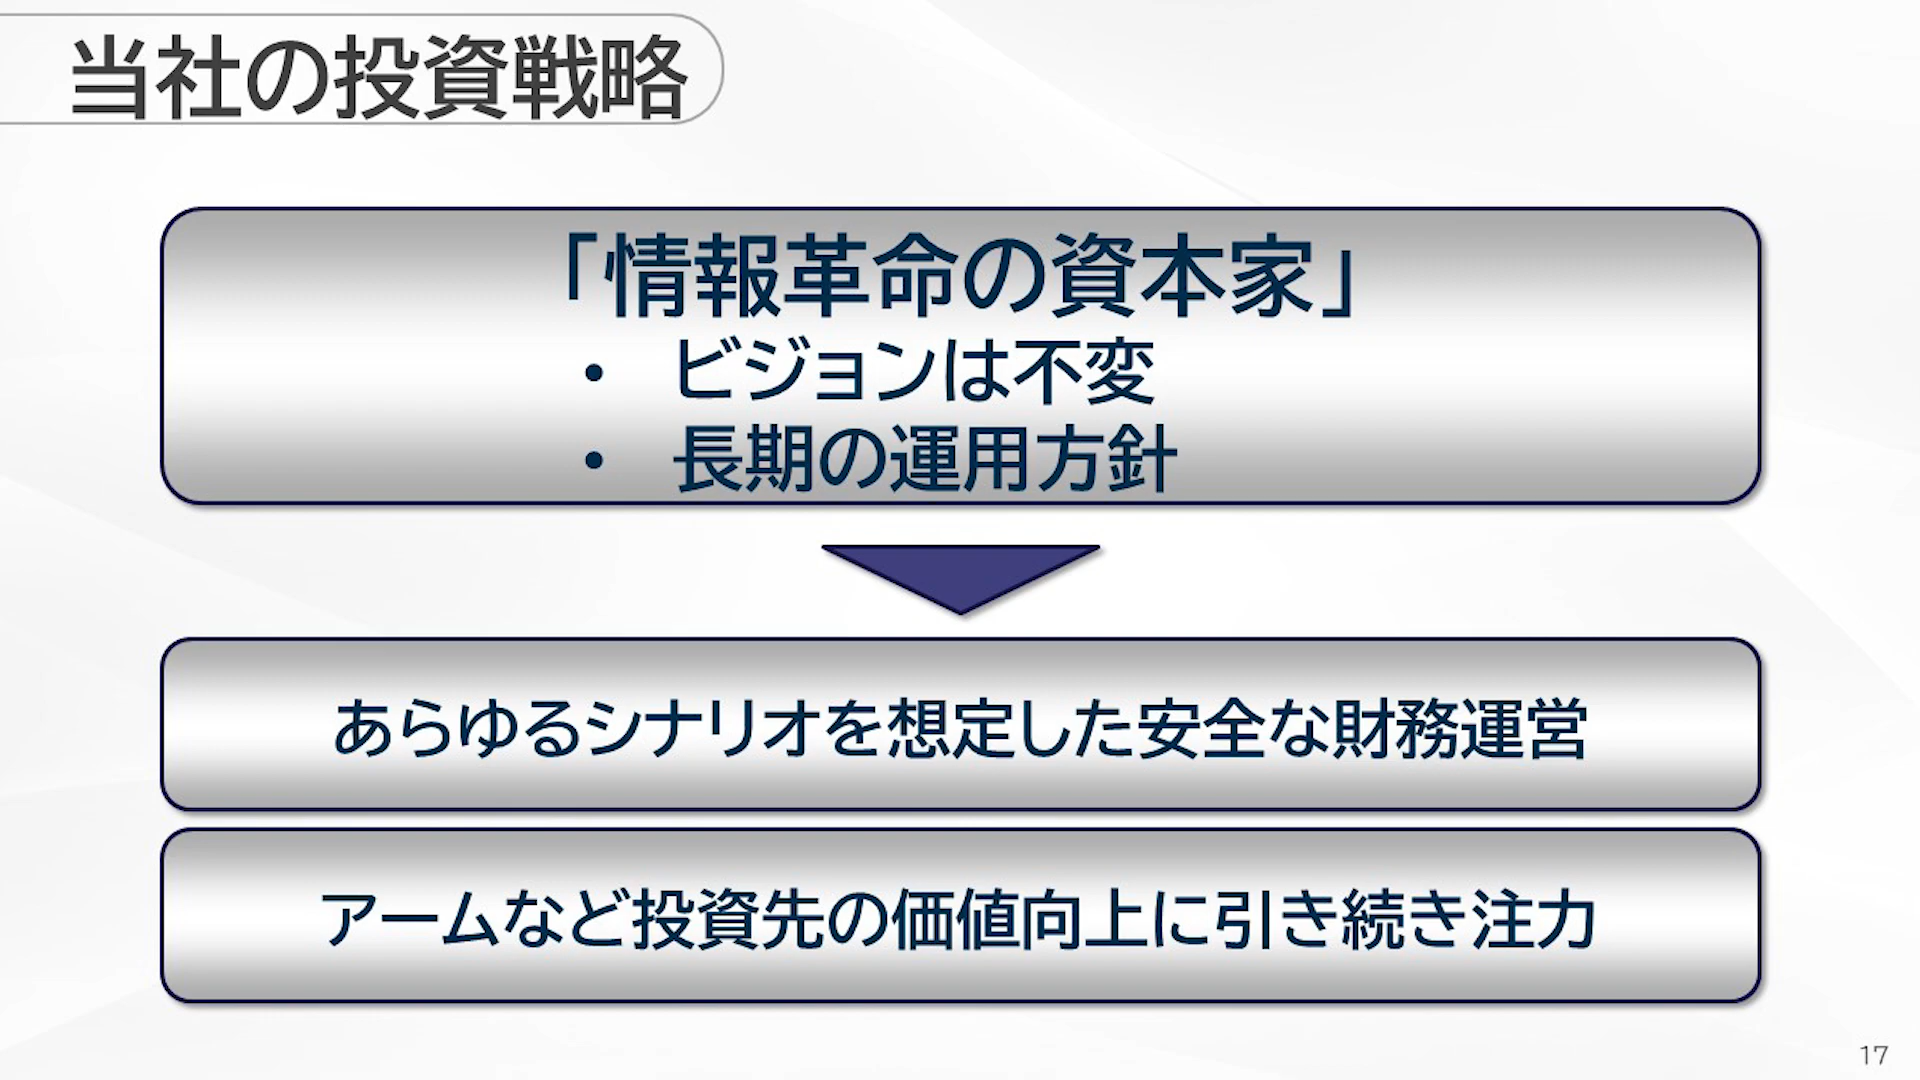 当社の投資戦略
「情報革命の資本家」
• ビジョンは不変
• 長期の運用方針
あらゆるシナリオを想定した安全な財務運営
アームなど投資先の価値向上に引き続き注力
17